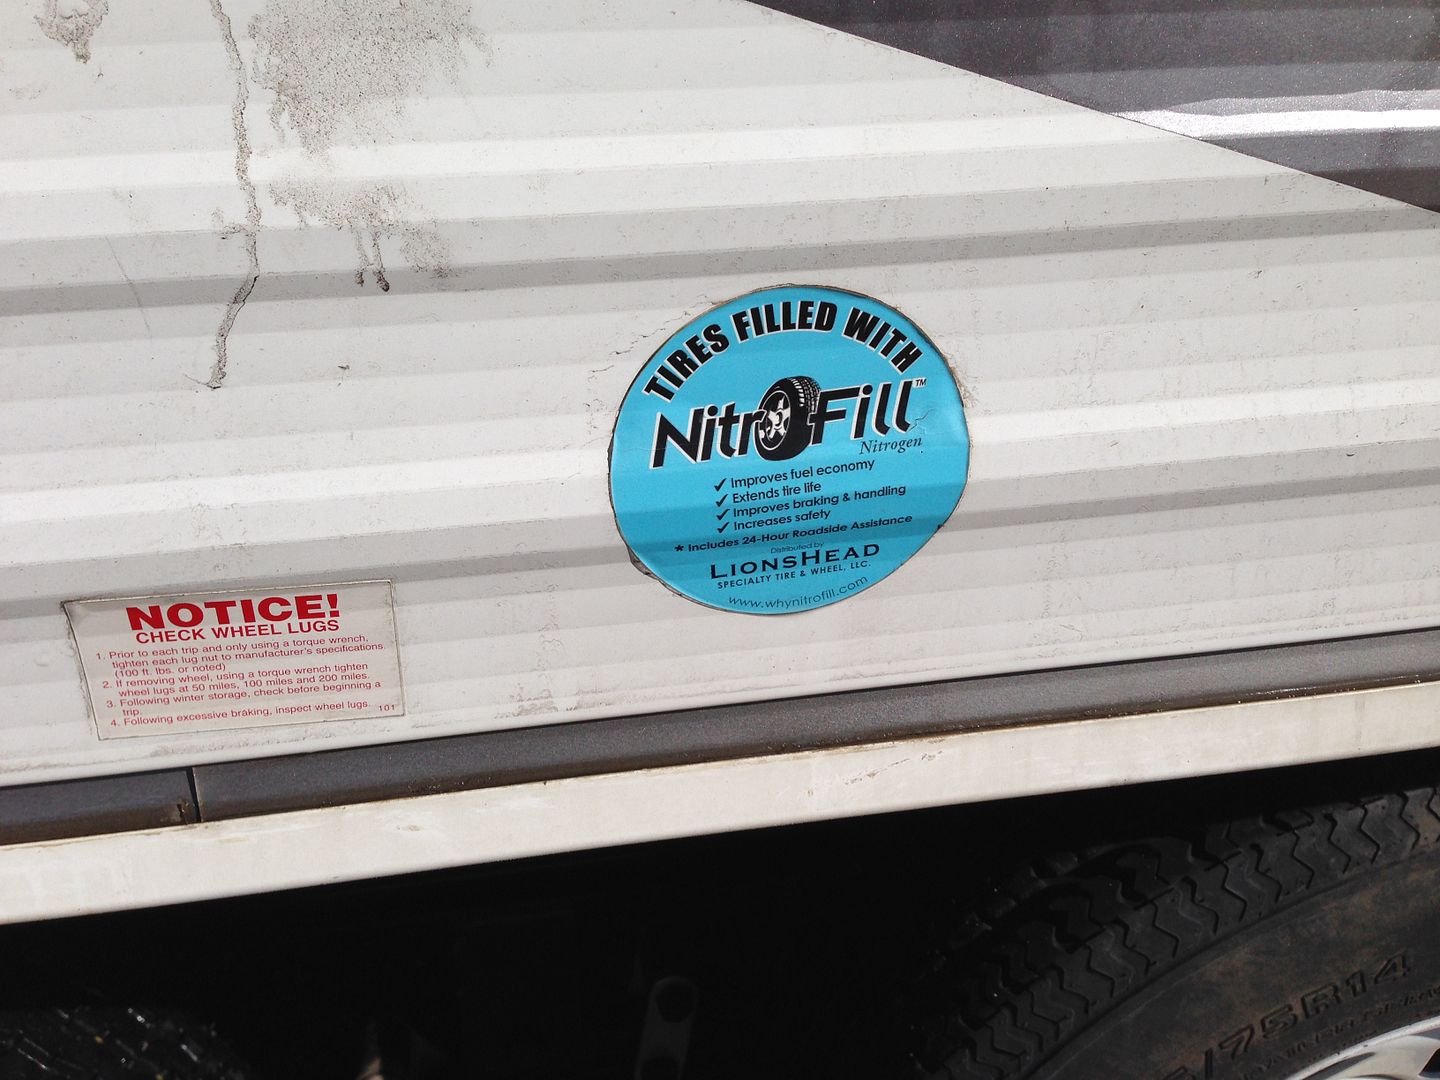 TIRES FILLED WITH
NitroFill™
Nitrogen
✓ Improves fuel economy
✓ Extends tire life
✓ Improves braking & handling
✓ Increases safety
* Includes 24-Hour Roadside Assistance
Distributed by
LIONSHEAD
SPECIALTY TIRE & WHEEL, LLC.
www.whynitrofill.com
NOTICE!
CHECK WHEEL LUGS
1. Prior to each trip and only using a torque wrench,
tighten each lug nut to manufacturer's specifications.
(100 ft. lbs. or noted)
2. If removing wheel, using a torque wrench tighten
wheel lugs at 50 miles, 100 miles and 200 miles.
3. Following winter storage, check before beginning a
trip.
4. Following excessive braking, inspect wheel lugs. 101
/75R14